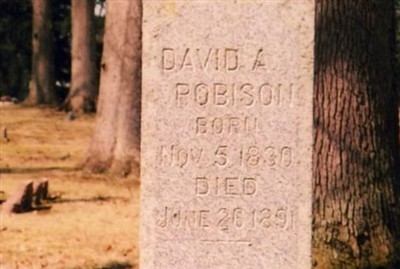 DAVID A.
ROBISON
BORN
NOV. 5 1830
DIED
JUNE 26 1891